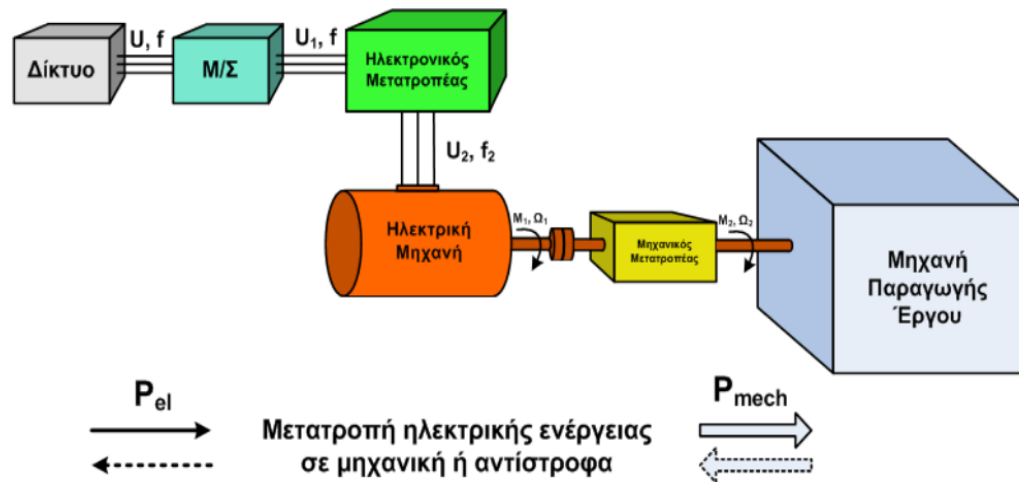 Δίκτυο
U, f
Μ/Σ
U₁, f
Ηλεκτρονικός
Μετατροπέας
U₂, f₂
Ηλεκτρική
Μηχανή
M₁, Ω₁
Μηχανικός
Μετατροπέας
M₂, Ω₂
Μηχανή
Παραγωγής
Έργου
Pel
Pmech
Μετατροπή ηλεκτρικής ενέργειας
σε μηχανική ή αντίστροφα